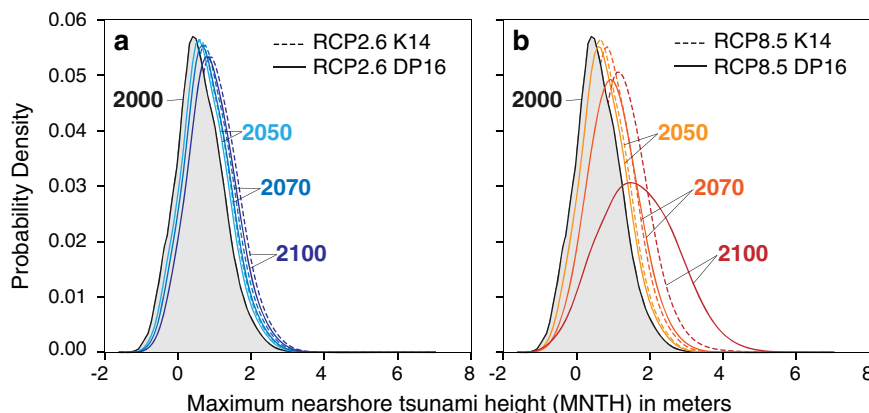 a
RCP2.6 K14
RCP2.6 DP16
2000
2050
2070
2100
b
RCP8.5 K14
RCP8.5 DP16
2000
2050
2070
2100
Probability Density
0.06
0.05
0.04
0.03
0.02
0.01
0.00
-2 0 2 4 6 8
-2 0 2 4 6 8
Maximum nearshore tsunami height (MNTH) in meters